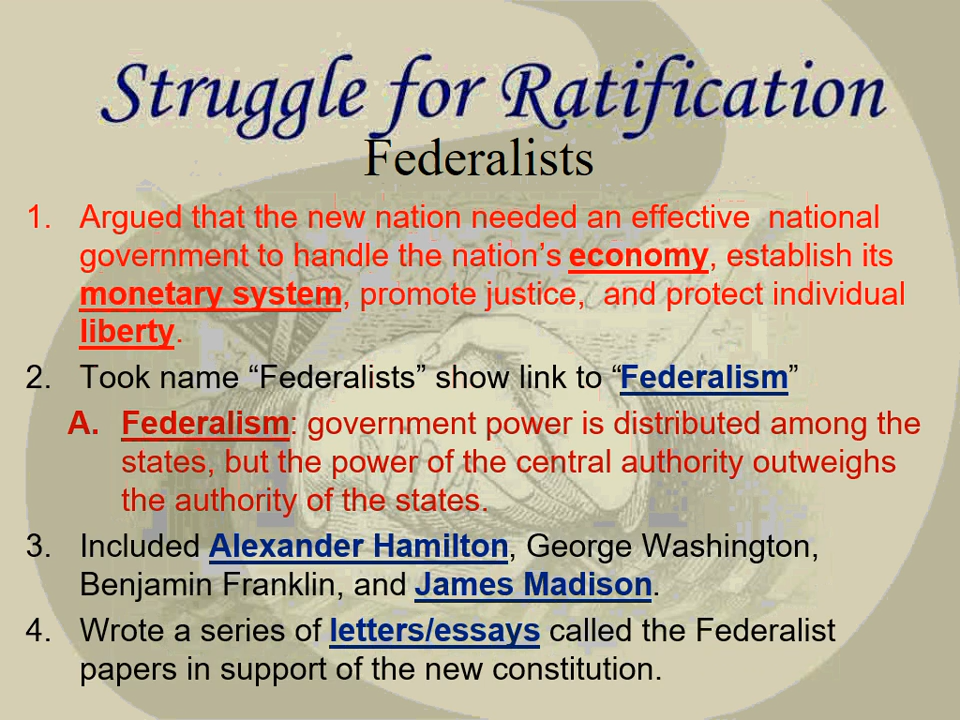 Struggle for Ratification
Federalists
1. Argued that the new nation needed an effective  national
government to handle the nation’s economy, establish its
monetary system, promote justice,  and protect individual
liberty.
2. Took name “Federalists” show link to “Federalism”
A. Federalism: government power is distributed among the
states, but the power of the central authority outweighs
the authority of the states.
3. Included Alexander Hamilton, George Washington,
Benjamin Franklin, and James Madison.
4. Wrote a series of letters/essays called the Federalist
papers in support of the new constitution.